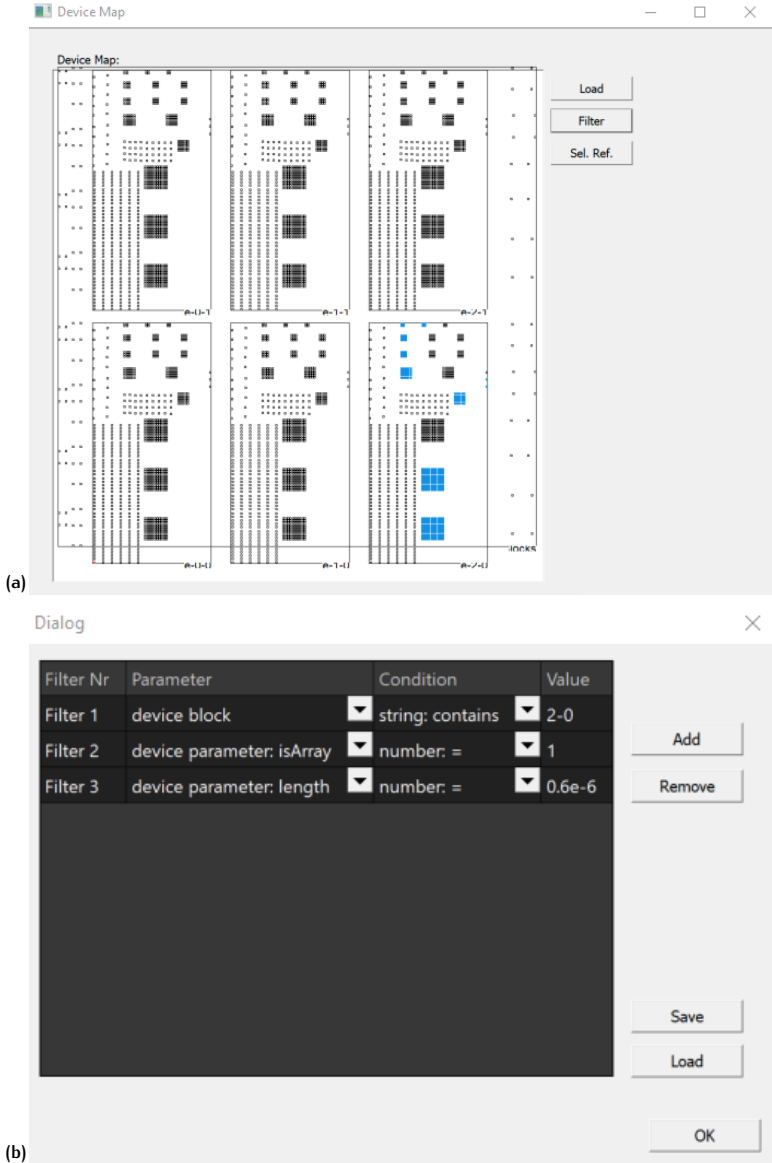 Device Map
Device Map:
Load
Filter
Sel. Ref.
(a)
Dialog
Filter Nr Parameter Condition Value
Filter 1 device block string: contains 2-0
Filter 2 device parameter: isArray number: = 1
Filter 3 device parameter: length number: = 0.6e-6
Add
Remove
Save
Load
OK
(b)